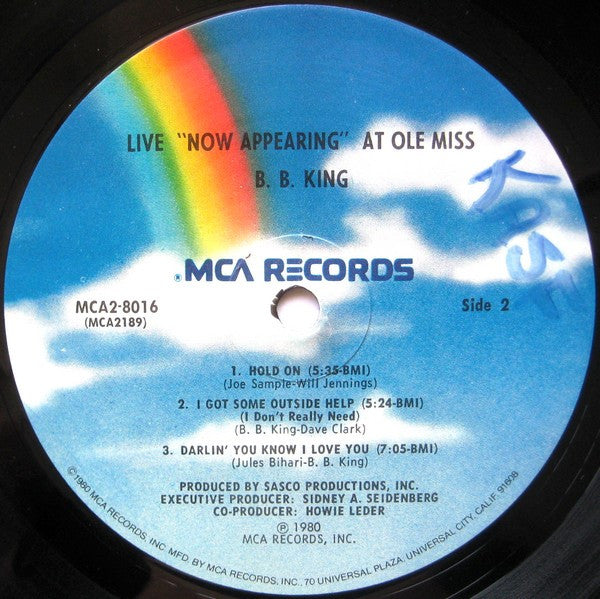 LIVE "NOW APPEARING" AT OLE MISS
B. B. KING
KDSF
® MCA RECORDS
MCA2-8016
(MCA2189)
Side 2
1. HOLD ON (5:35-BMI)
(Joe Sample-Will Jennings)
2. I GOT SOME OUTSIDE HELP (5:24-BMI)
(I Don't Really Need)
(B. B. King-Dave Clark)
3. DARLIN' YOU KNOW I LOVE YOU (7:05-BMI)
(Jules Bihari-B. B. King)
PRODUCED BY SASCO PRODUCTIONS, INC.
EXECUTIVE PRODUCER: SIDNEY A. SEIDENBERG
CO-PRODUCER: HOWIE LEDER
℗ 1980
MCA RECORDS, INC.
©1980 MCA RECORDS, INC. MFD. BY MCA RECORDS, INC., 70 UNIVERSAL PLAZA, UNIVERSAL CITY, CALIF. 91608